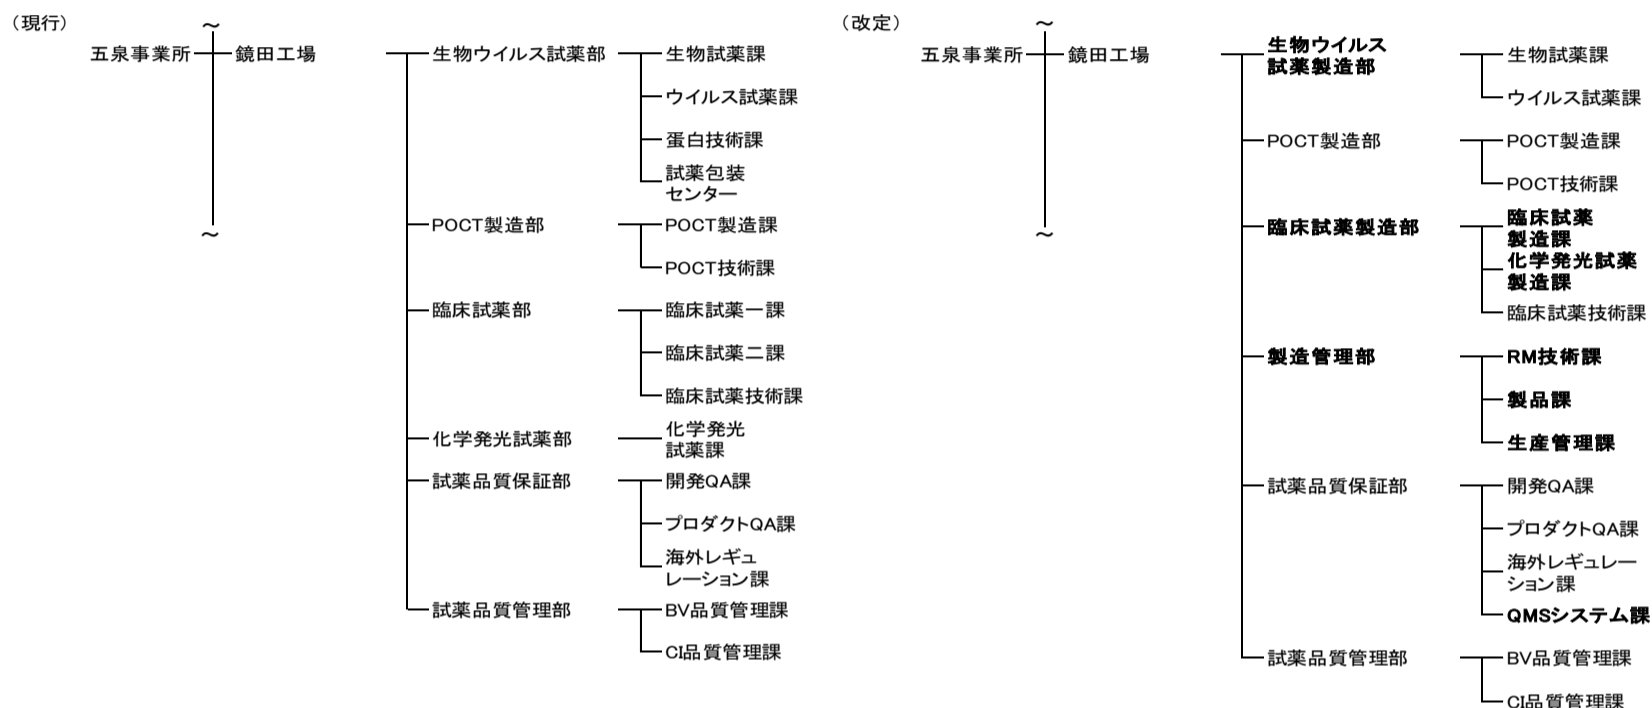 （現行）
～
五泉事業所
鏡田工場
生物ウイルス試薬部
生物試薬課
ウイルス試薬課
蛋白技術課
試薬包装
センター
POCT製造部
POCT製造課
POCT技術課
臨床試薬部
臨床試薬一課
臨床試薬二課
臨床試薬技術課
化学発光試薬部
化学発光
試薬課
試薬品質保証部
開発QA課
プロダクトQA課
海外レギュ
レーション課
試薬品質管理部
BV品質管理課
CI品質管理課
～
（改定）
～
五泉事業所
鏡田工場
生物ウイルス
試薬製造部
生物試薬課
ウイルス試薬課
POCT製造部
POCT製造課
POCT技術課
臨床試薬製造部
臨床試薬
製造課
化学発光試薬
製造課
臨床試薬技術課
製造管理部
RM技術課
製品課
生産管理課
試薬品質保証部
開発QA課
プロダクトQA課
海外レギュレー
ション課
QMSシステム課
試薬品質管理部
BV品質管理課
CI品質管理課
～